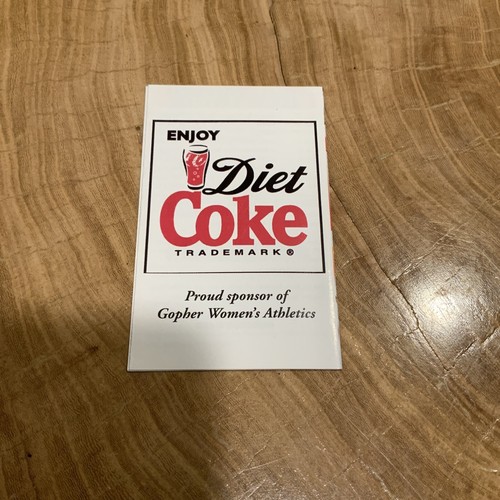 ENJOY
Diet
Coke
TRADEMARK ®
Proud sponsor of
Gopher Women's Athletics